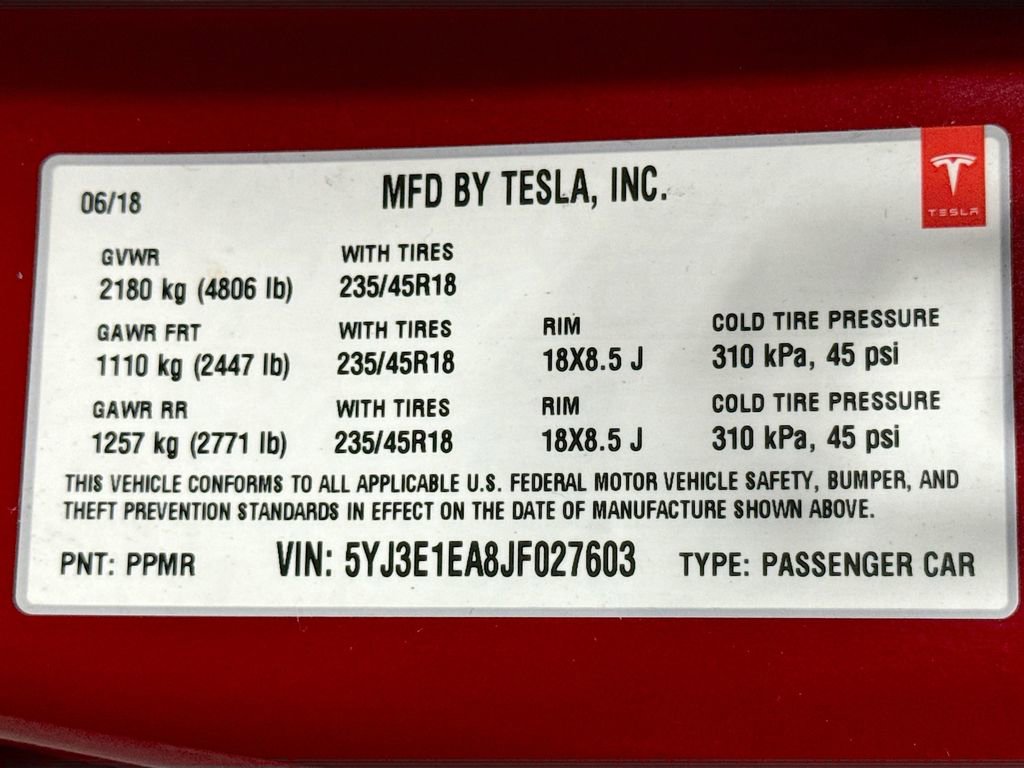 06/18 MFD BY TESLA, INC.
TESLA
GVWR WITH TIRES
2180 kg (4806 lb) 235/45R18
GAWR FRT WITH TIRES RIM COLD TIRE PRESSURE
1110 kg (2447 lb) 235/45R18 18X8.5 J 310 kPa, 45 psi
GAWR RR WITH TIRES RIM COLD TIRE PRESSURE
1257 kg (2771 lb) 235/45R18 18X8.5 J 310 kPa, 45 psi
THIS VEHICLE CONFORMS TO ALL APPLICABLE U.S. FEDERAL MOTOR VEHICLE SAFETY, BUMPER, AND
THEFT PREVENTION STANDARDS IN EFFECT ON THE DATE OF MANUFACTURE SHOWN ABOVE.
PNT: PPMR VIN: 5YJ3E1EA8JF027603 TYPE: PASSENGER CAR